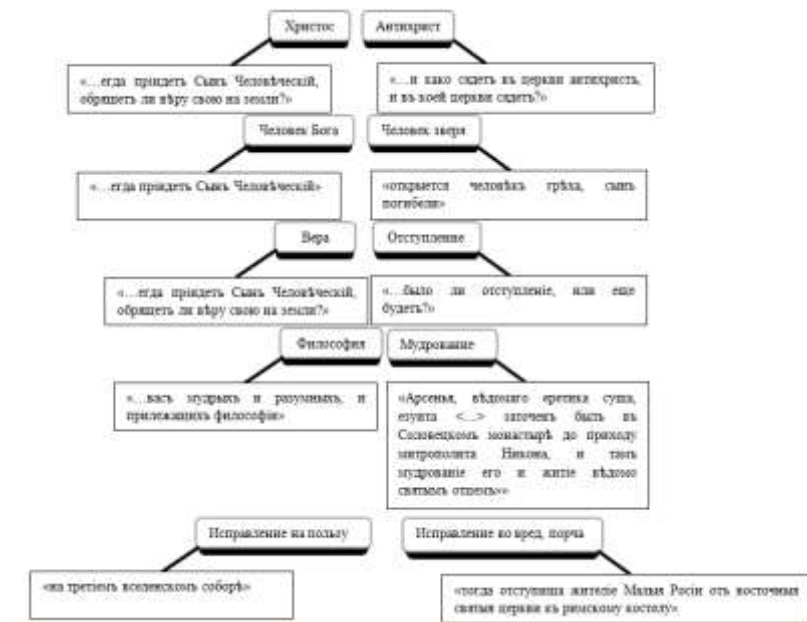 Христос
Антихрист
«…егда пріидетъ Сынъ Человѣческій,
обрящетъ ли вѣру свою на земли?»
«…и како сядетъ въ церкви антихристъ,
и въ коей церкви сядетъ?»
Человек Бога
Человек зверя
«…егда пріидетъ Сынъ Человѣческій»
«открыется человѣкъ грѣха, сынъ
погибели»
Вера
Отступление
«…егда пріидетъ Сынъ Человѣческій,
обрящетъ ли вѣру свою на земли?»
«…было ли отступленіе, или еще
будетъ?»
Философия
Мудрование
«…васъ мудрыхъ и разумныхъ, и
прилежащихъ философіи»
«Арсенья, вѣдомаго еретика суща,
езуита <…> заточенъ бысть въ
Соловецкомъ монастырѣ до приходу
митрополита Никона, и тамъ
мудрованіе его и житіе вѣдомо
святымъ отцемъ»»
Исправление на пользу
Исправление во вред, порча
«на третіемъ вселенскомъ соборѣ»
«тогда отступиша жителіе Малыя Росіи отъ восточныя
святыя церкви къ римскому костелу»